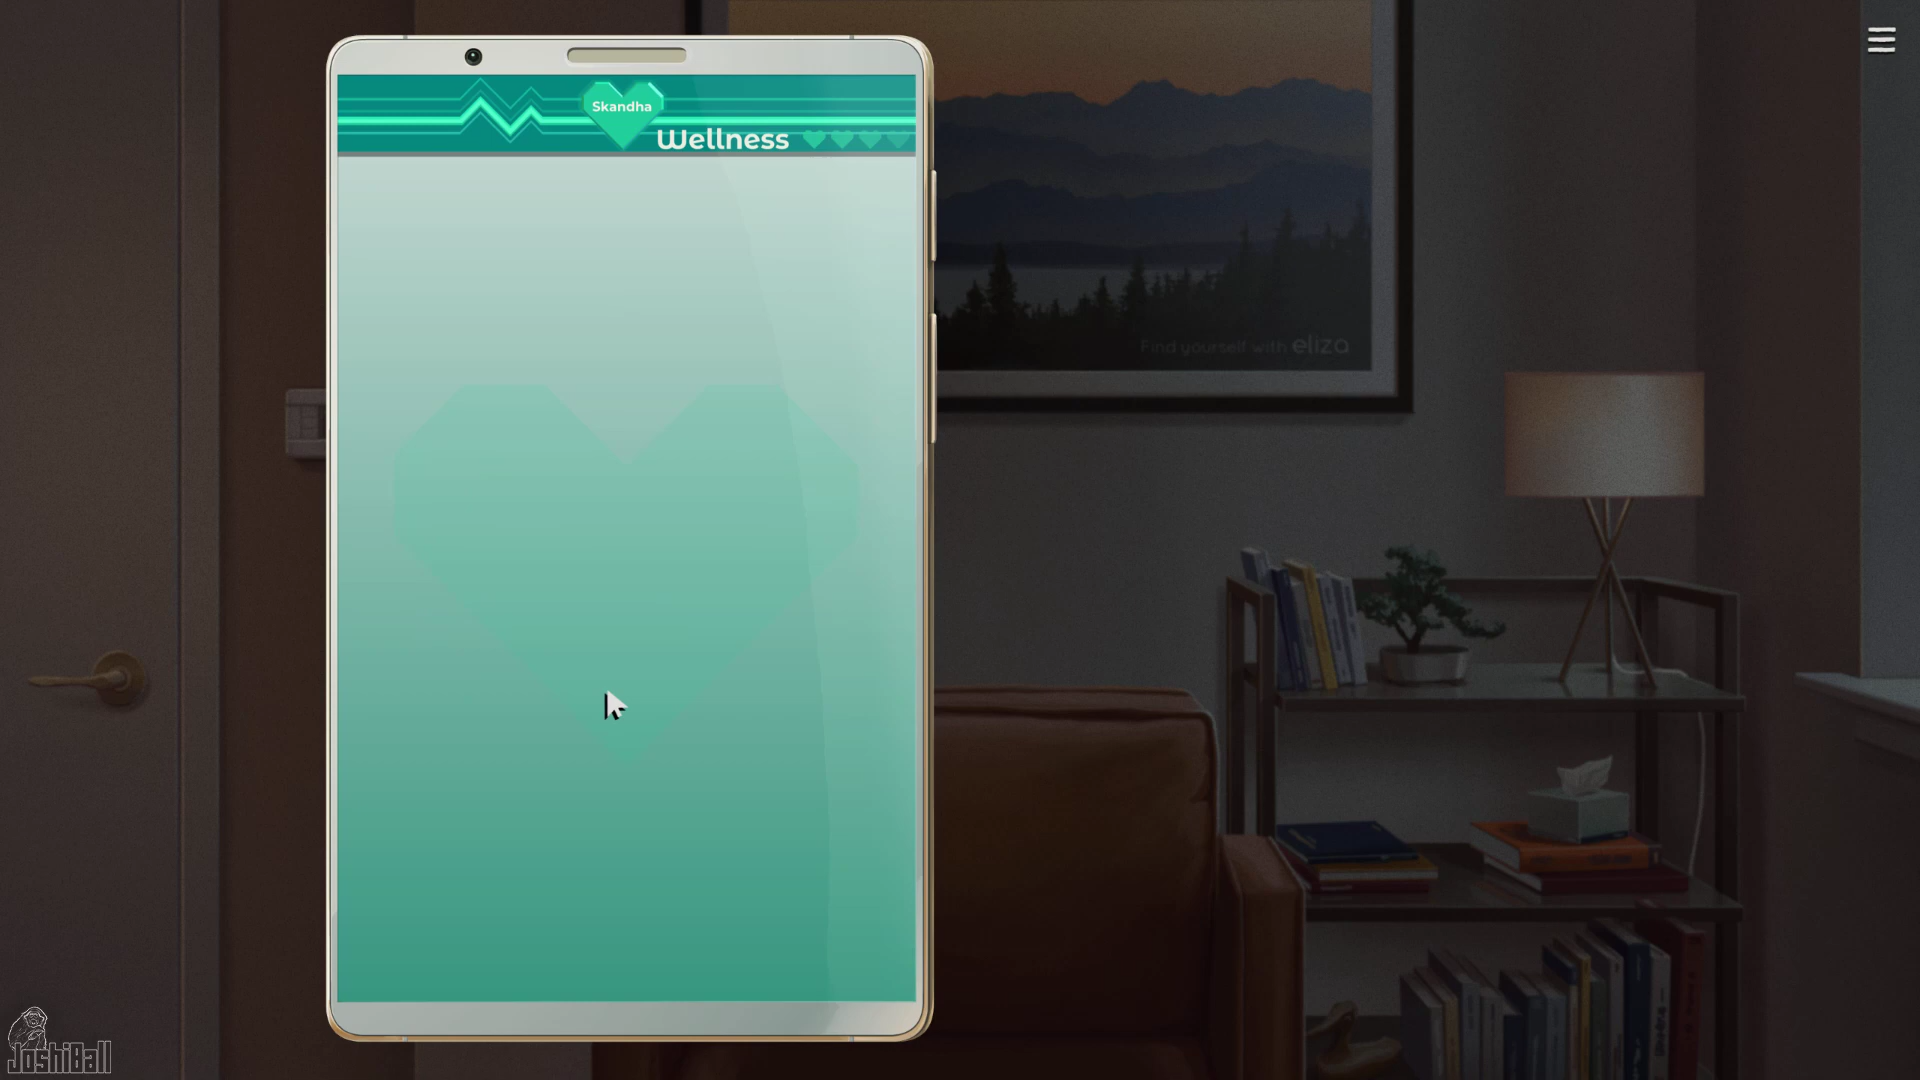 Skandha
Wellness
Find yourself with eliza
JoshiBall